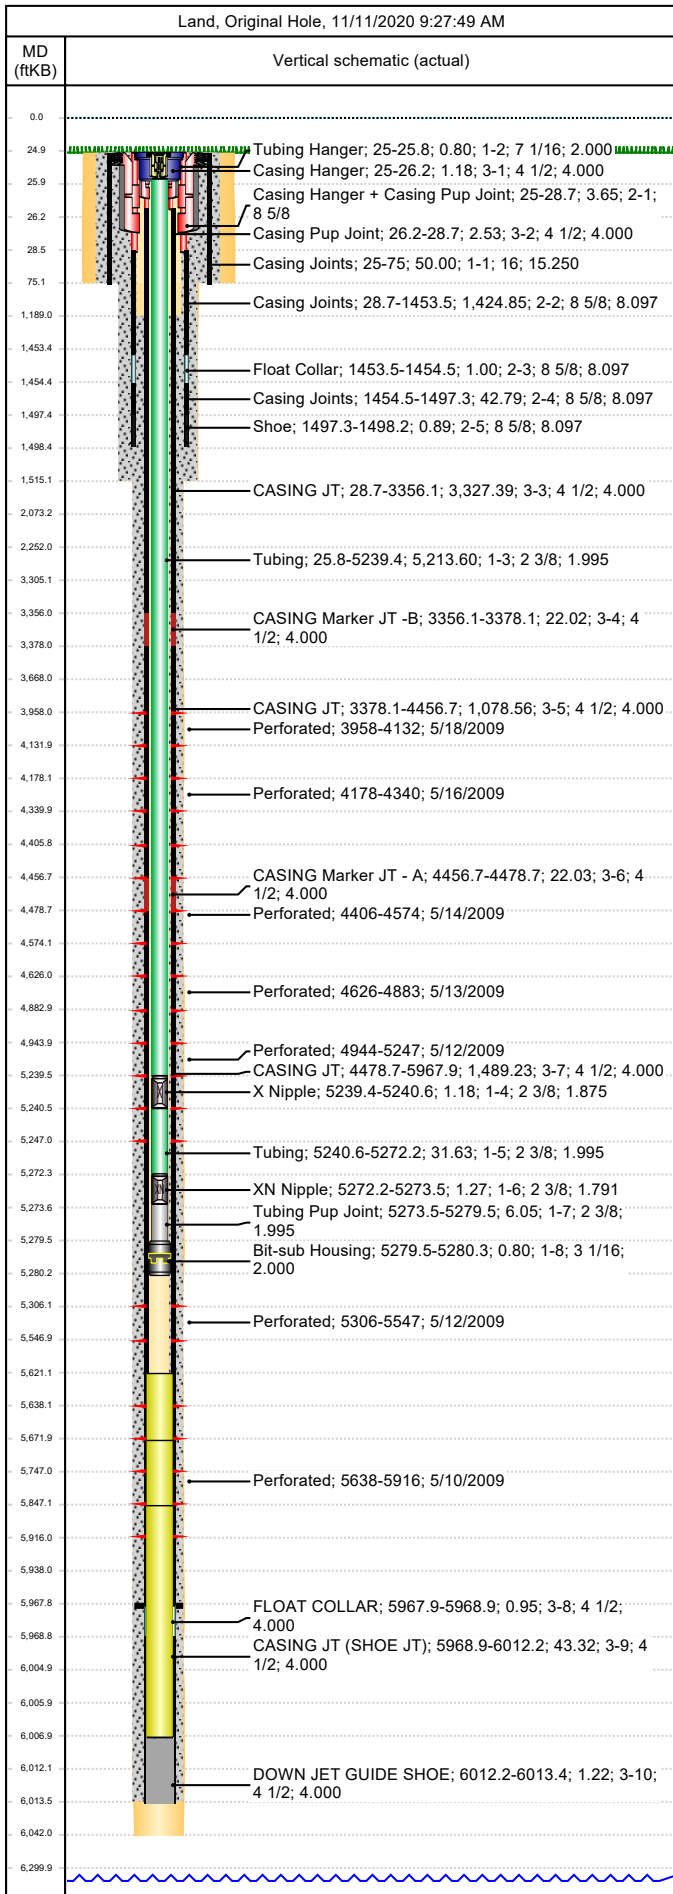 Land, Original Hole, 11/11/2020 9:27:49 AM
MD
(ftKB)
Vertical schematic (actual)
0.0
24.9
Tubing Hanger; 25-25.8; 0.80; 1-2; 7 1/16; 2.000
Casing Hanger; 25-26.2; 1.18; 3-1; 4 1/2; 4.000
25.9
Casing Hanger + Casing Pup Joint; 25-28.7; 3.65; 2-1;
8 5/8
26.2
Casing Pup Joint; 26.2-28.7; 2.53; 3-2; 4 1/2; 4.000
28.5
Casing Joints; 25-75; 50.00; 1-1; 16; 15.250
75.1
Casing Joints; 28.7-1453.5; 1,424.85; 2-2; 8 5/8; 8.097
1,189.0
1,453.4
Float Collar; 1453.5-1454.5; 1.00; 2-3; 8 5/8; 8.097
1,454.4
Casing Joints; 1454.5-1497.3; 42.79; 2-4; 8 5/8; 8.097
1,497.4
Shoe; 1497.3-1498.2; 0.89; 2-5; 8 5/8; 8.097
1,498.4
1,515.1
CASING JT; 28.7-3356.1; 3,327.39; 3-3; 4 1/2; 4.000
2,073.2
2,252.0
Tubing; 25.8-5239.4; 5,213.60; 1-3; 2 3/8; 1.995
3,305.1
3,356.0
CASING Marker JT -B; 3356.1-3378.1; 22.02; 3-4; 4
1/2; 4.000
3,378.0
3,668.0
CASING JT; 3378.1-4456.7; 1,078.56; 3-5; 4 1/2; 4.000
3,958.0
Perforated; 3958-4132; 5/18/2009
4,131.9
4,178.1
Perforated; 4178-4340; 5/16/2009
4,339.9
4,405.8
CASING Marker JT - A; 4456.7-4478.7; 22.03; 3-6; 4
1/2; 4.000
4,456.7
4,478.7
Perforated; 4406-4574; 5/14/2009
4,574.1
4,626.0
Perforated; 4626-4883; 5/13/2009
4,882.9
4,943.9
Perforated; 4944-5247; 5/12/2009
CASING JT; 4478.7-5967.9; 1,489.23; 3-7; 4 1/2; 4.000
5,239.5
X Nipple; 5239.4-5240.6; 1.18; 1-4; 2 3/8; 1.875
5,240.5
5,247.0
Tubing; 5240.6-5272.2; 31.63; 1-5; 2 3/8; 1.995
5,272.3
XN Nipple; 5272.2-5273.5; 1.27; 1-6; 2 3/8; 1.791
5,273.6
Tubing Pup Joint; 5273.5-5279.5; 6.05; 1-7; 2 3/8;
1.995
5,279.5
Bit-sub Housing; 5279.5-5280.3; 0.80; 1-8; 3 1/16;
2.000
5,280.2
5,306.1
Perforated; 5306-5547; 5/12/2009
5,546.9
5,621.1
5,638.1
5,671.9
5,747.0
Perforated; 5638-5916; 5/10/2009
5,847.1
5,916.0
5,938.0
5,967.8
FLOAT COLLAR; 5967.9-5968.9; 0.95; 3-8; 4 1/2;
4.000
5,968.8
CASING JT (SHOE JT); 5968.9-6012.2; 43.32; 3-9; 4
1/2; 4.000
6,004.9
6,005.9
6,006.9
6,012.1
DOWN JET GUIDE SHOE; 6012.2-6013.4; 1.22; 3-10;
4 1/2; 4.000
6,013.5
6,042.0
6,299.9